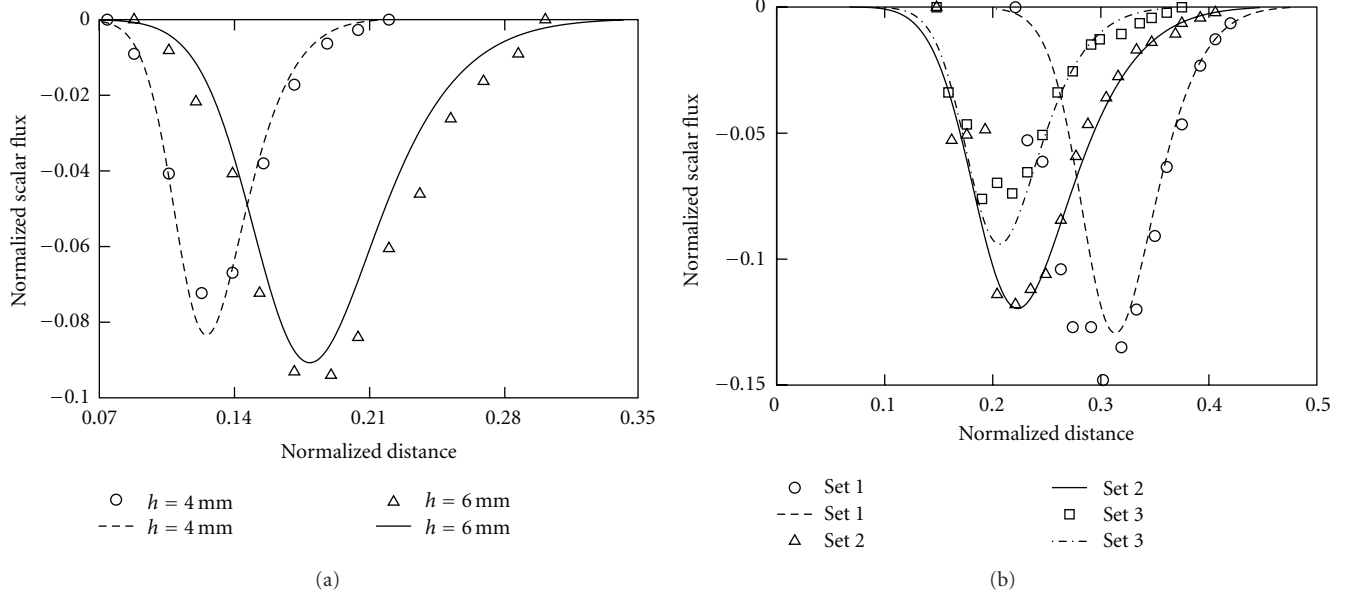 0
−0.02
−0.04
−0.06
−0.08
−0.1
Normalized scalar flux
0.07 0.14 0.21 0.28 0.35
Normalized distance
h = 4 mm
h = 4 mm
h = 6 mm
h = 6 mm
(a)
0
−0.05
−0.1
−0.15
Normalized scalar flux
0 0.1 0.2 0.3 0.4 0.5
Normalized distance
Set 1
Set 1
Set 2
Set 2
Set 3
Set 3
(b)